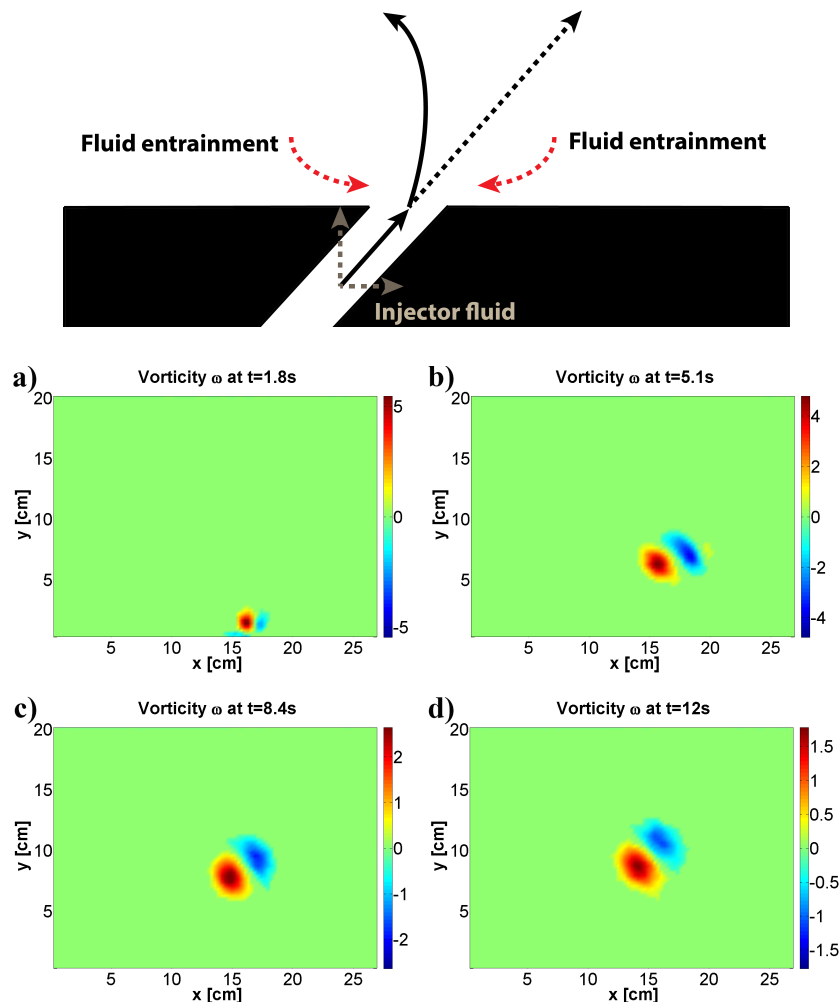 Fluid entrainment
Fluid entrainment
Injector fluid
a)
Vorticity ω at t=1.8s
20
15
10
5
y [cm]
5 10 15 20 25
x [cm]
5
0
-5
b)
Vorticity ω at t=5.1s
20
15
10
5
y [cm]
5 10 15 20 25
x [cm]
4
2
0
-2
-4
c)
Vorticity ω at t=8.4s
20
15
10
5
y [cm]
5 10 15 20 25
x [cm]
2
1
0
-1
-2
d)
Vorticity ω at t=12s
20
15
10
5
y [cm]
5 10 15 20 25
x [cm]
1.5
1
0.5
0
-0.5
-1
-1.5